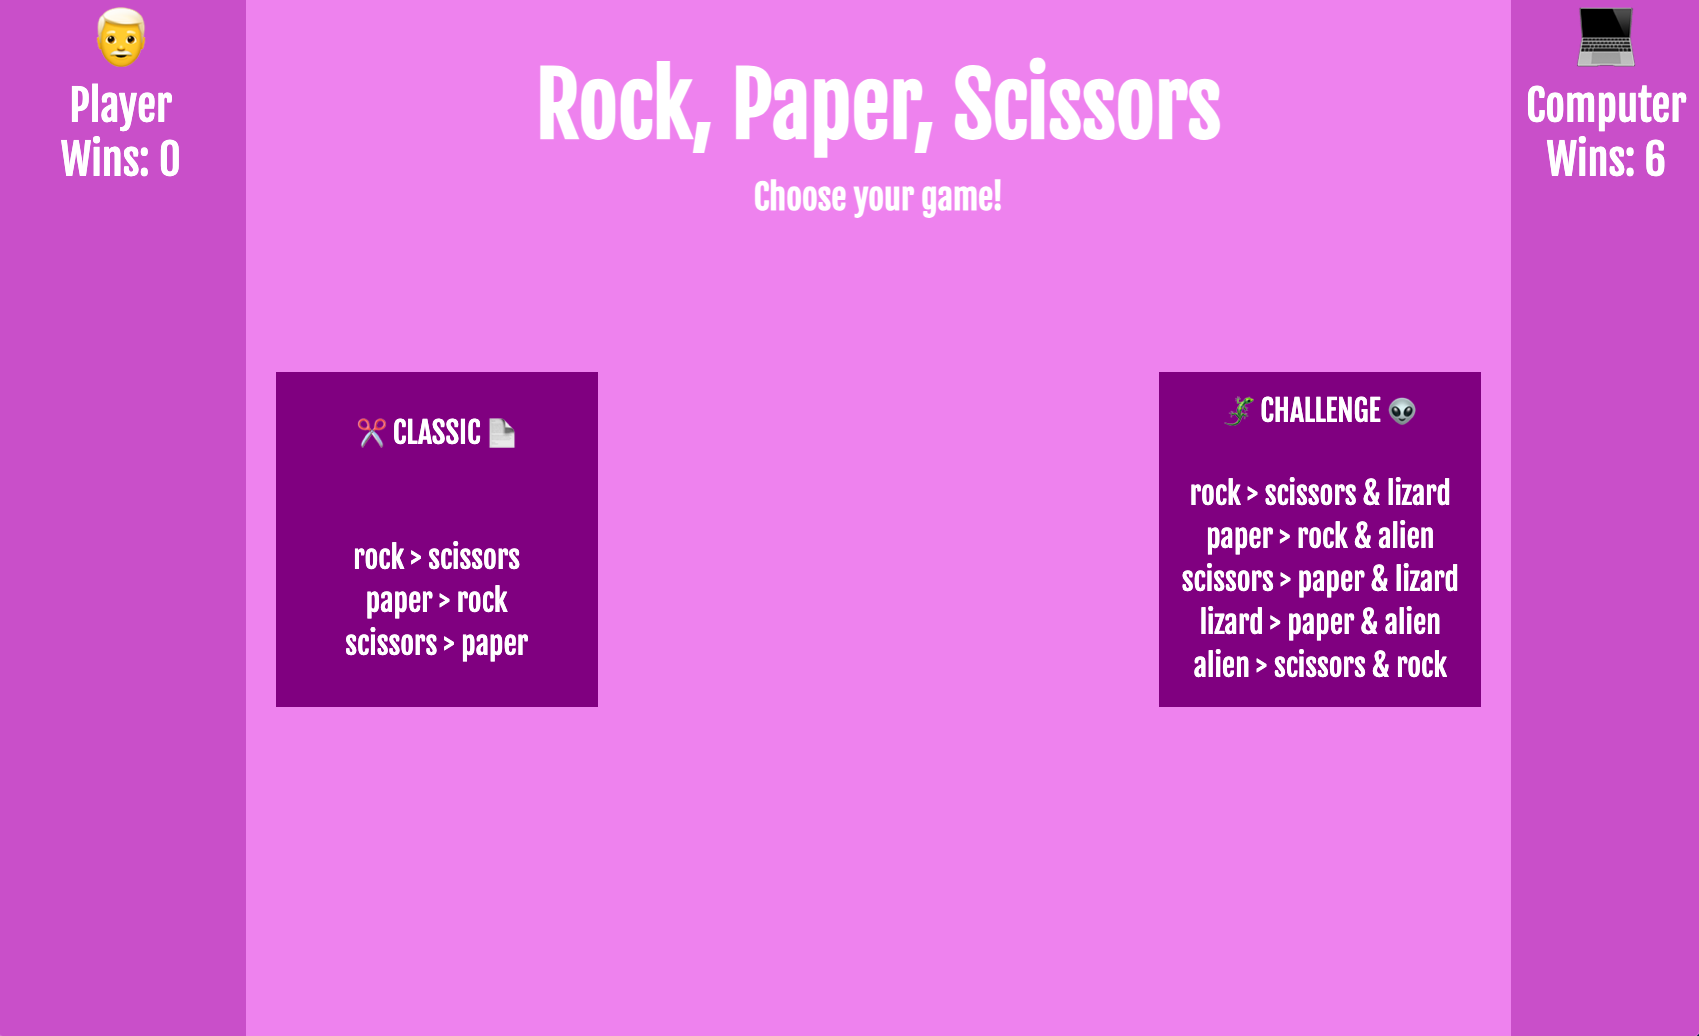 Player
Wins: 0
Rock, Paper, Scissors
Choose your game!
Computer
Wins: 6
CLASSIC
rock > scissors
paper > rock
scissors > paper
CHALLENGE
rock > scissors & lizard
paper > rock & alien
scissors > paper & lizard
lizard > paper & alien
alien > scissors & rock